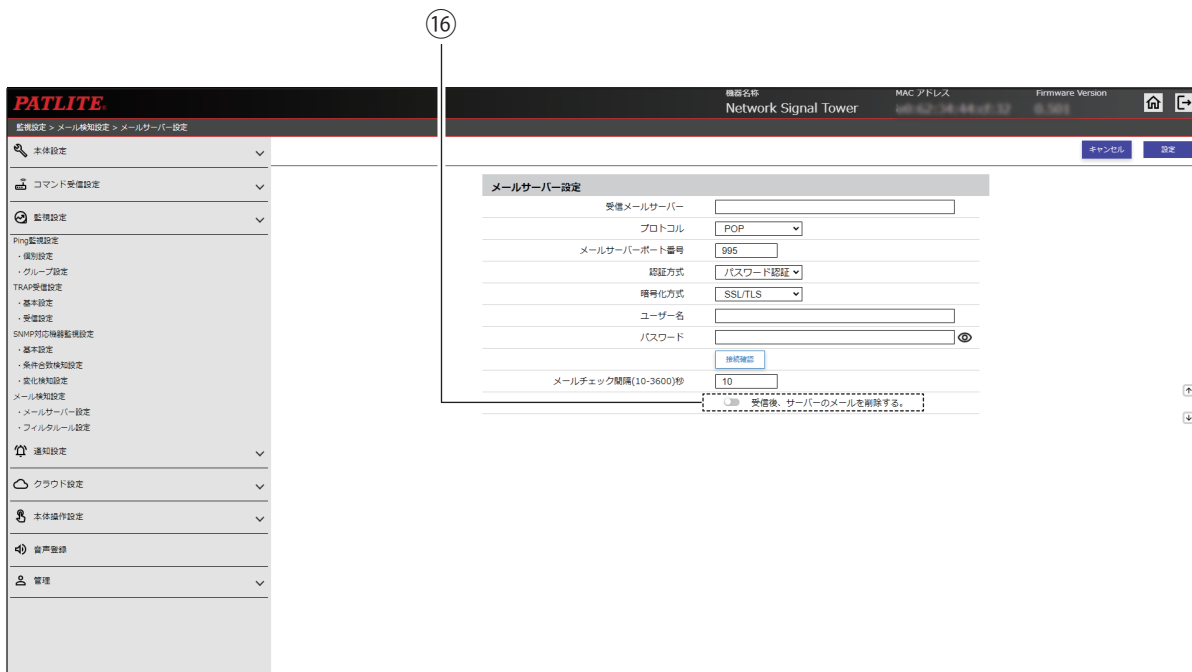 ⑯
PATLITE
機器名称
Network Signal Tower
MAC アドレス
Firmware Version
0.501
監視設定 > メール検知設定 > メールサーバー設定
キャンセル
設定
本体設定
コマンド受信設定
監視設定
Ping監視設定
・個別設定
・グループ設定
TRAP受信設定
・基本設定
・受信設定
SNMP対応機器監視設定
・基本設定
・条件合致検知設定
・変化検知設定
メール検知設定
・メールサーバー設定
・フィルタルール設定
通知設定
クラウド設定
本体操作設定
音声登録
管理
メールサーバー設定
受信メールサーバー
プロトコル POP
メールサーバーポート番号 995
認証方式 パスワード認証
暗号化方式 SSL/TLS
ユーザー名
パスワード
接続確認
メールチェック間隔(10-3600)秒 10
受信後、サーバーのメールを削除する。